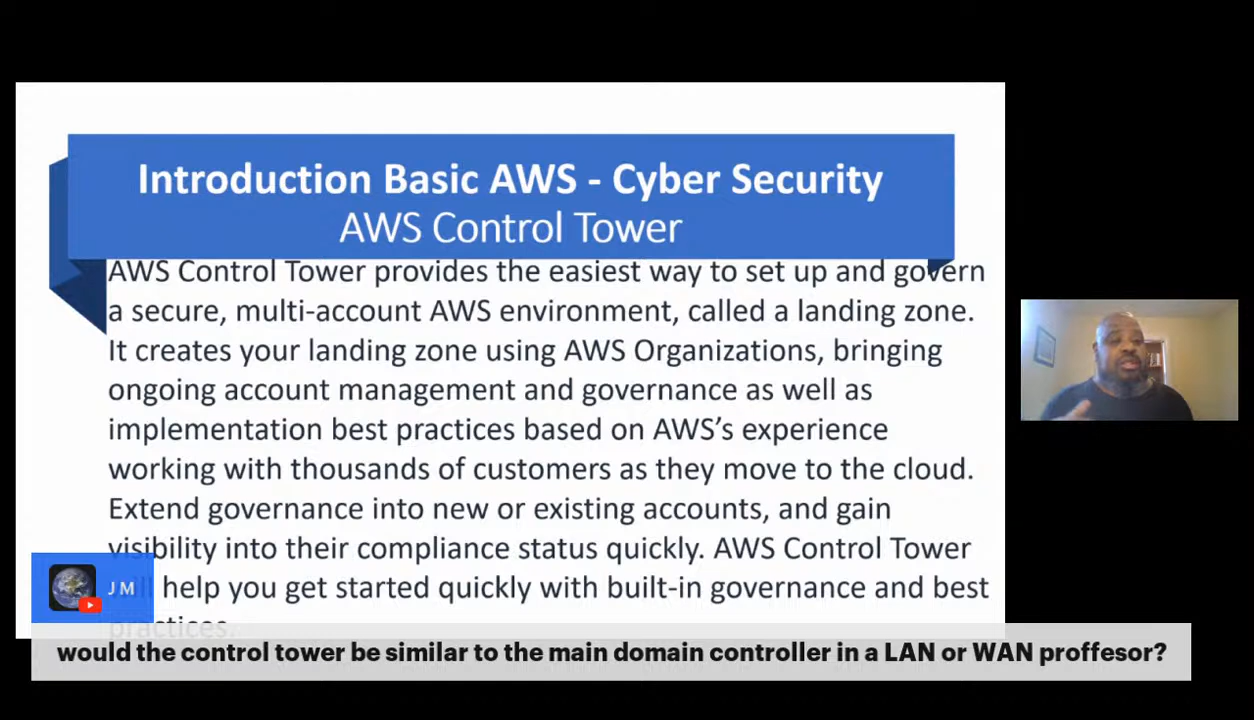 Introduction Basic AWS - Cyber Security
AWS Control Tower
AWS Control Tower provides the easiest way to set up and govern
a secure, multi-account AWS environment, called a landing zone.
It creates your landing zone using AWS Organizations, bringing
ongoing account management and governance as well as
implementation best practices based on AWS’s experience
working with thousands of customers as they move to the cloud.
Extend governance into new or existing accounts, and gain
visibility into their compliance status quickly. AWS Control Tower
help you get started quickly with built-in governance and best
practices.
J M
would the control tower be similar to the main domain controller in a LAN or WAN proffesor?